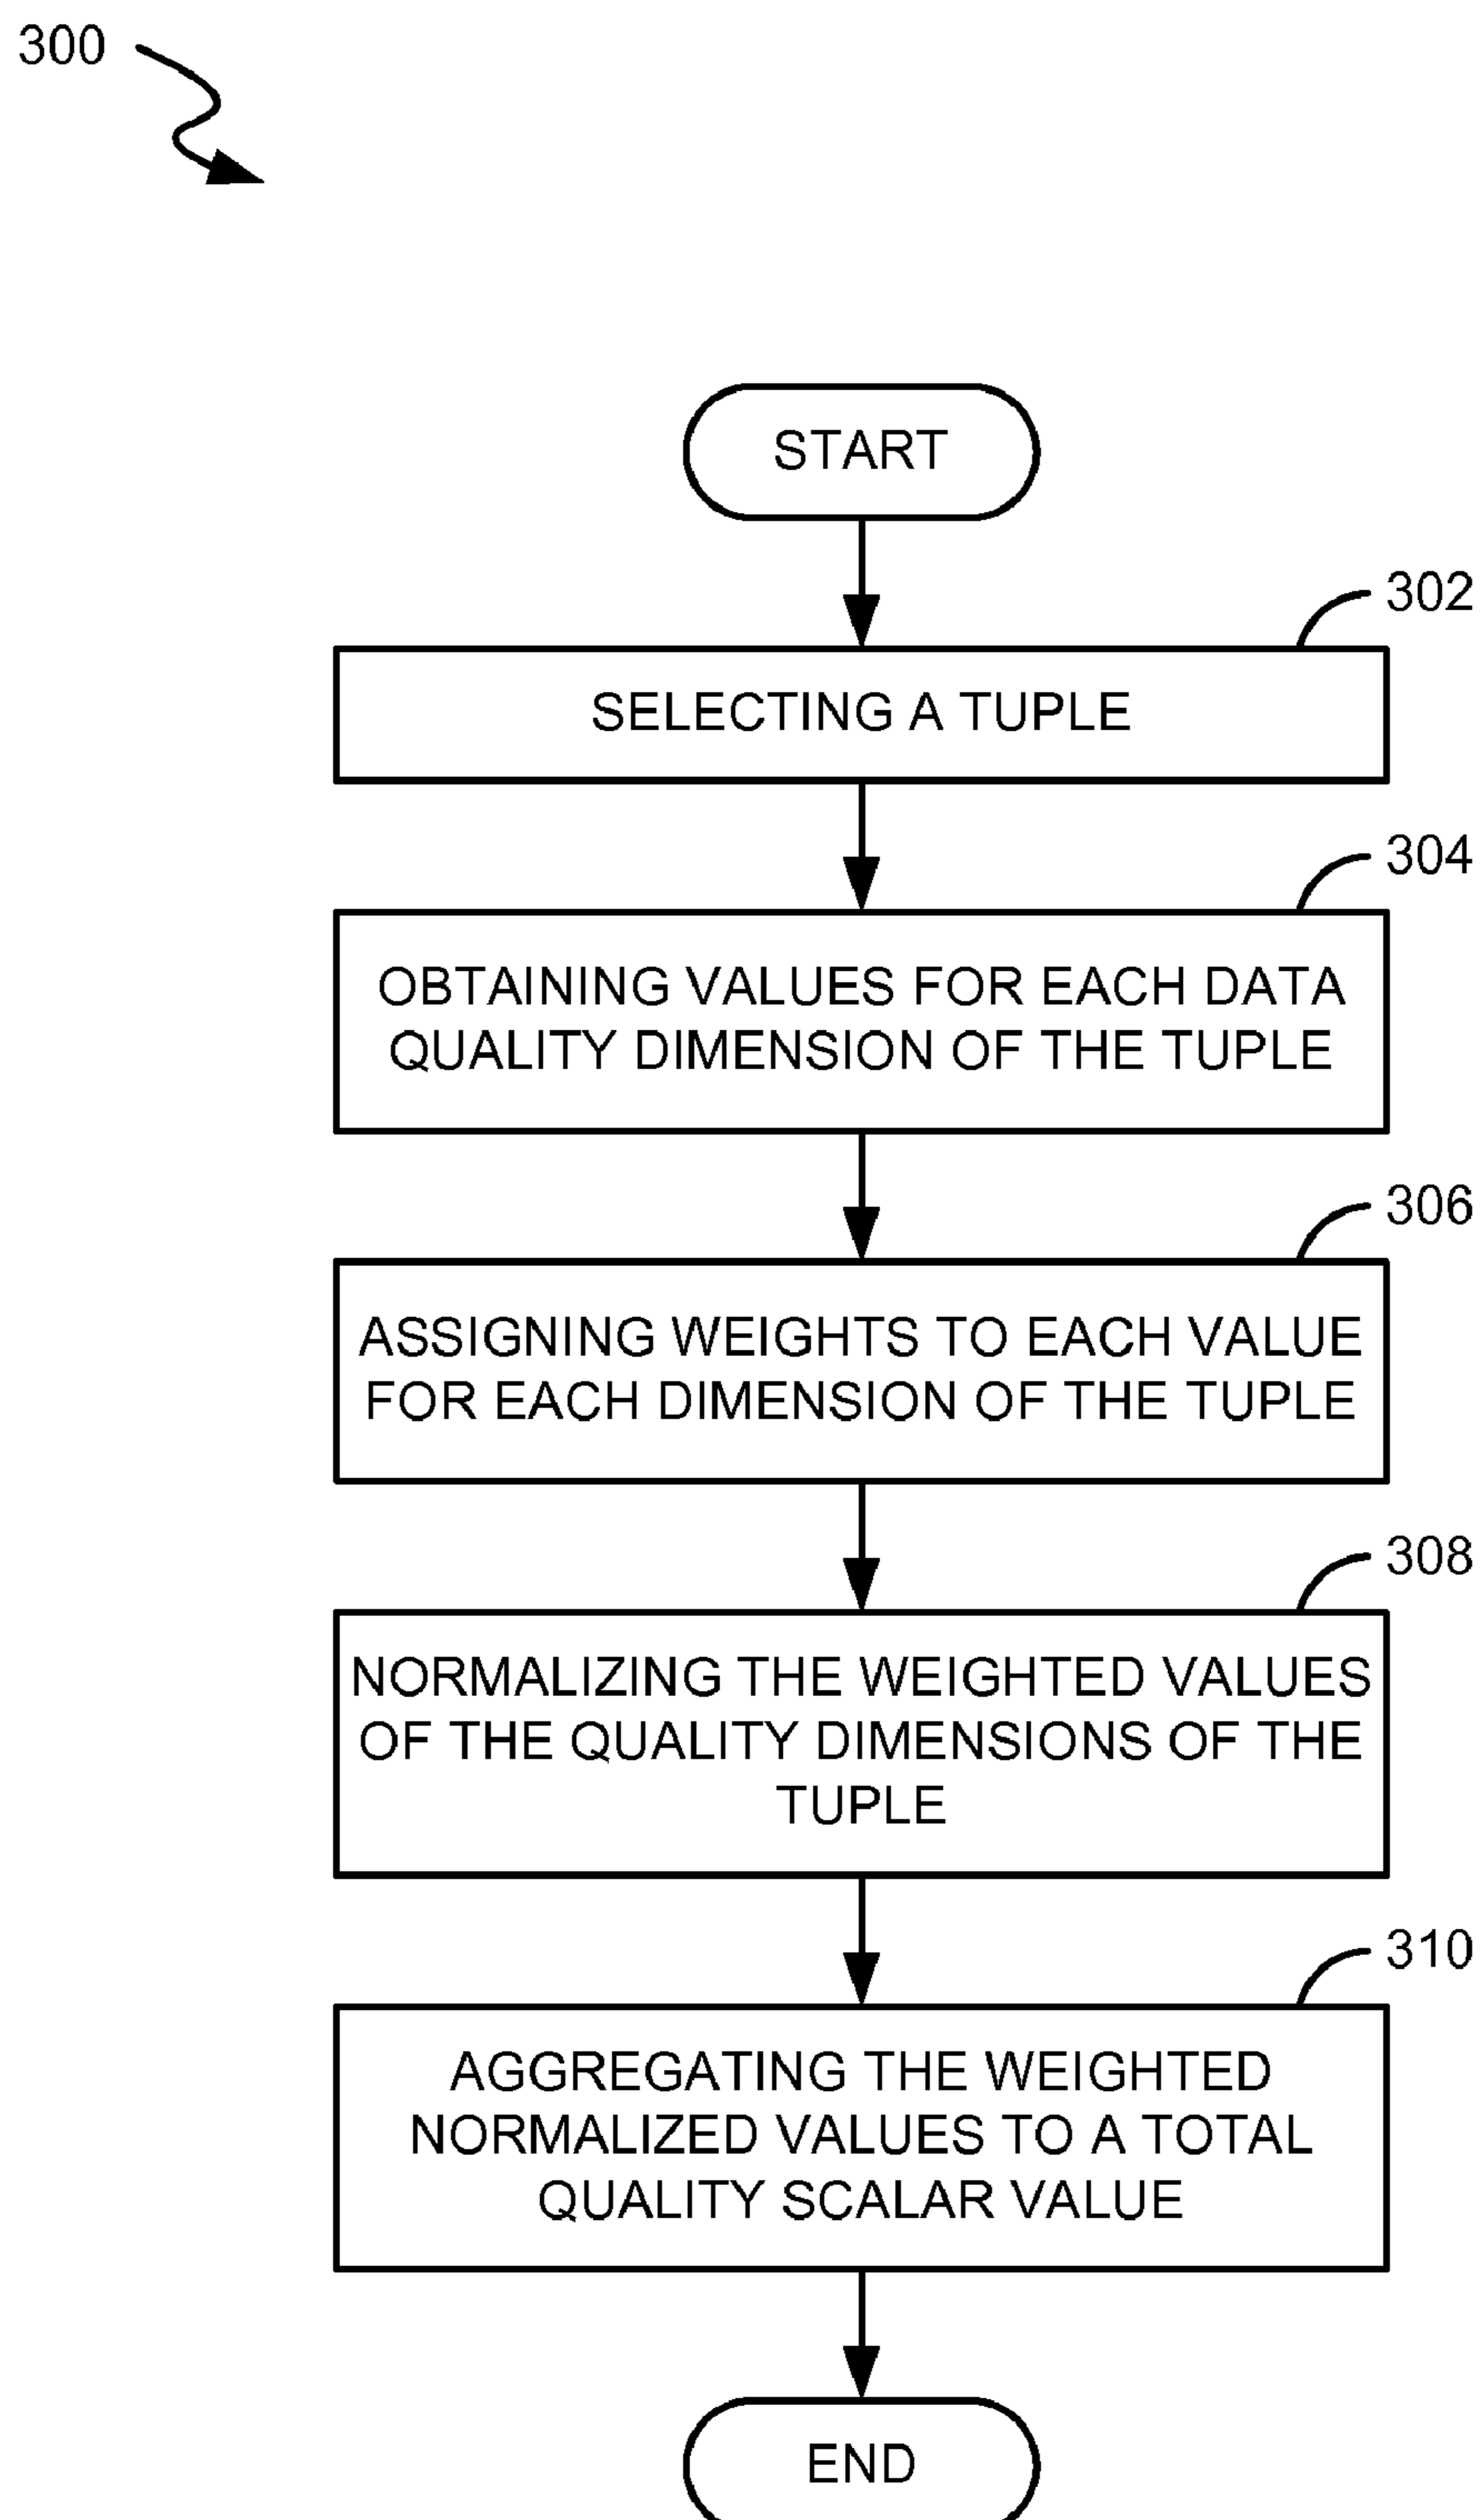 300
START
302
SELECTING A TUPLE
304
OBTAINING VALUES FOR EACH DATA
QUALITY DIMENSION OF THE TUPLE
306
ASSIGNING WEIGHTS TO EACH VALUE
FOR EACH DIMENSION OF THE TUPLE
308
NORMALIZING THE WEIGHTED VALUES
OF THE QUALITY DIMENSIONS OF THE
TUPLE
310
AGGREGATING THE WEIGHTED
NORMALIZED VALUES TO A TOTAL
QUALITY SCALAR VALUE
END